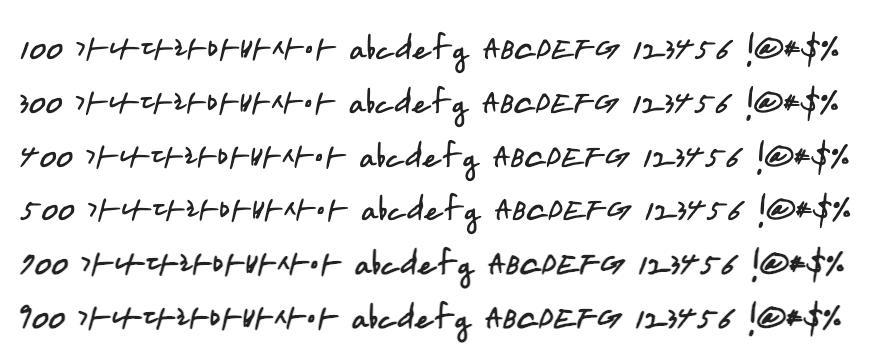 100 가나다라마바사아 abcdefg ABCDEFG 123456 !@#$%
300 가나다라마바사아 abcdefg ABCDEFG 123456 !@#$%
400 가나다라마바사아 abcdefg ABCDEFG 123456 !@#$%
500 가나다라마바사아 abcdefg ABCDEFG 123456 !@#$%
700 가나다라마바사아 abcdefg ABCDEFG 123456 !@#$%
900 가나다라마바사아 abcdefg ABCDEFG 123456 !@#$%